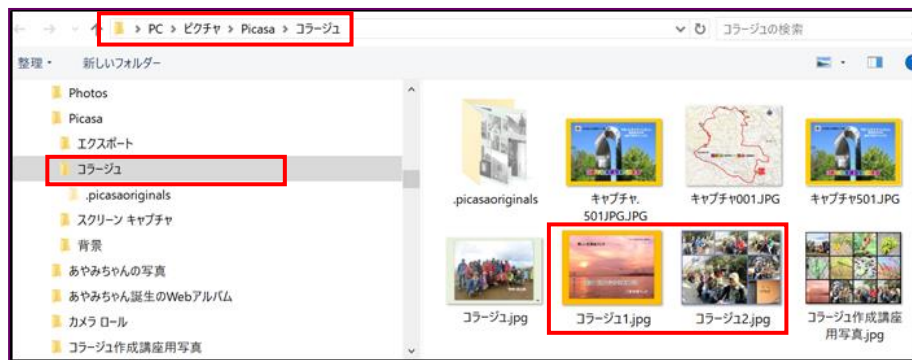 PC > ピクチャ > Picasa > コラージュ
コラージュの検索
整理
新しいフォルダー
Photos
Picasa
エクスポート
コラージュ
.picasaoriginals
スクリーン キャプチャ
背景
あやみちゃんの写真
あやみちゃん誕生のWebアルバム
カメラ ロール
コラージュ作成講座用写真
.picasaoriginals
キャプチャ.
501JPG.JPG
キャプチャ001.JPG
キャプチャ501.JPG
コラージュ.jpg
コラージュ1.jpg
コラージュ2.jpg
コラージュ作成講座
用写真.jpg